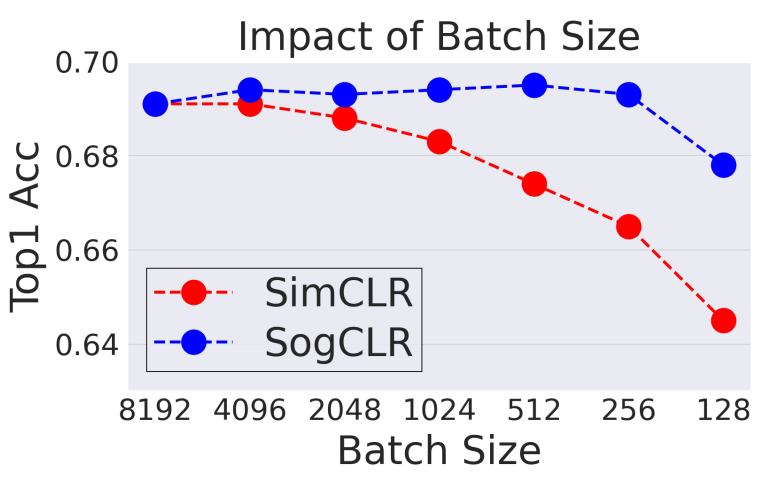 Impact of Batch Size
Top1 Acc
0.70
0.68
0.66
0.64
SimCLR
SogCLR
8192 4096 2048 1024 512 256 128
Batch Size